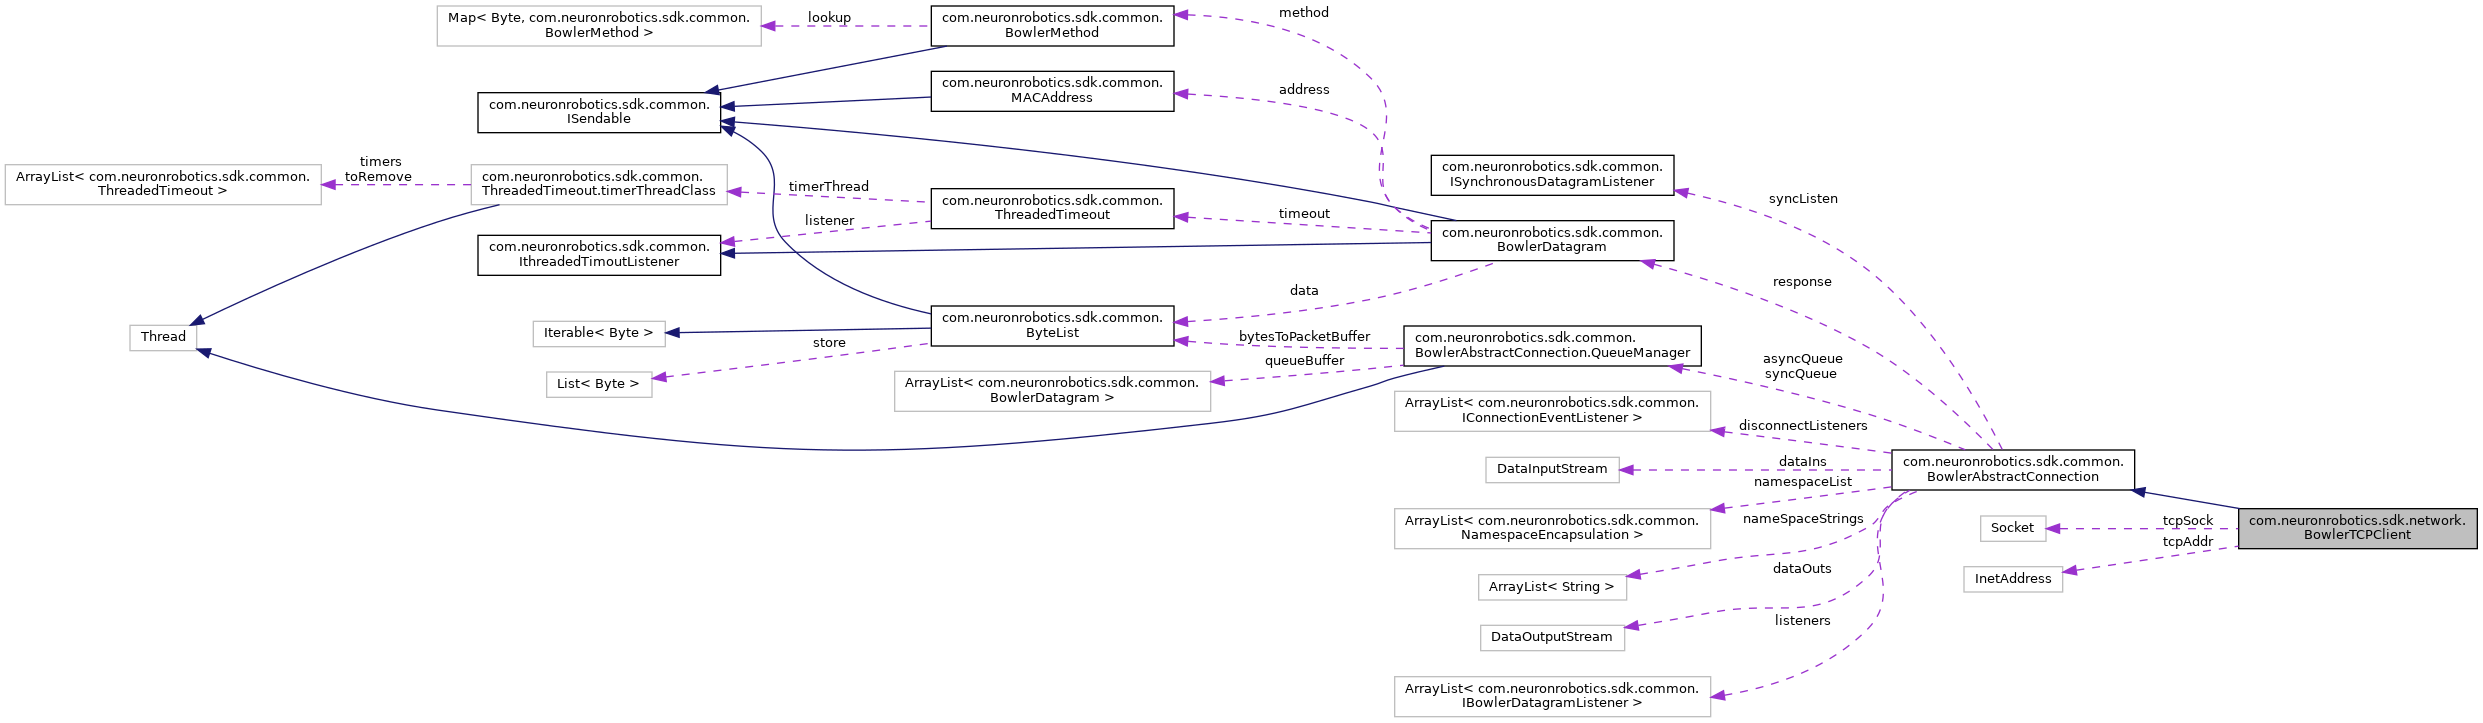 Map< Byte, com.neuronrobotics.sdk.common.
BowlerMethod >
lookup
com.neuronrobotics.sdk.common.
BowlerMethod
method
com.neuronrobotics.sdk.common.
MACAddress
address
com.neuronrobotics.sdk.common.
ISendable
ArrayList< com.neuronrobotics.sdk.common.
ThreadedTimeout >
timers
toRemove
com.neuronrobotics.sdk.common.
ThreadedTimeout.timerThreadClass
timerThread
listener
com.neuronrobotics.sdk.common.
ThreadedTimeout
timeout
com.neuronrobotics.sdk.common.
ISynchronousDatagramListener
syncListen
com.neuronrobotics.sdk.common.
BowlerDatagram
com.neuronrobotics.sdk.common.
IthreadedTimoutListener
response
data
Thread
Iterable< Byte >
com.neuronrobotics.sdk.common.
ByteList
store
List< Byte >
bytesToPacketBuffer
queueBuffer
com.neuronrobotics.sdk.common.
BowlerAbstractConnection.QueueManager
asyncQueue
syncQueue
ArrayList< com.neuronrobotics.sdk.common.
BowlerDatagram >
ArrayList< com.neuronrobotics.sdk.common.
IConnectionEventListener >
disconnectListeners
DataInputStream
dataIns
com.neuronrobotics.sdk.common.
BowlerAbstractConnection
namespaceList
ArrayList< com.neuronrobotics.sdk.common.
NamespaceEncapsulation >
nameSpaceStrings
Socket
tcpSock
com.neuronrobotics.sdk.network.
BowlerTCPClient
tcpAddr
InetAddress
ArrayList< String >
dataOuts
DataOutputStream
listeners
ArrayList< com.neuronrobotics.sdk.common.
IBowlerDatagramListener >